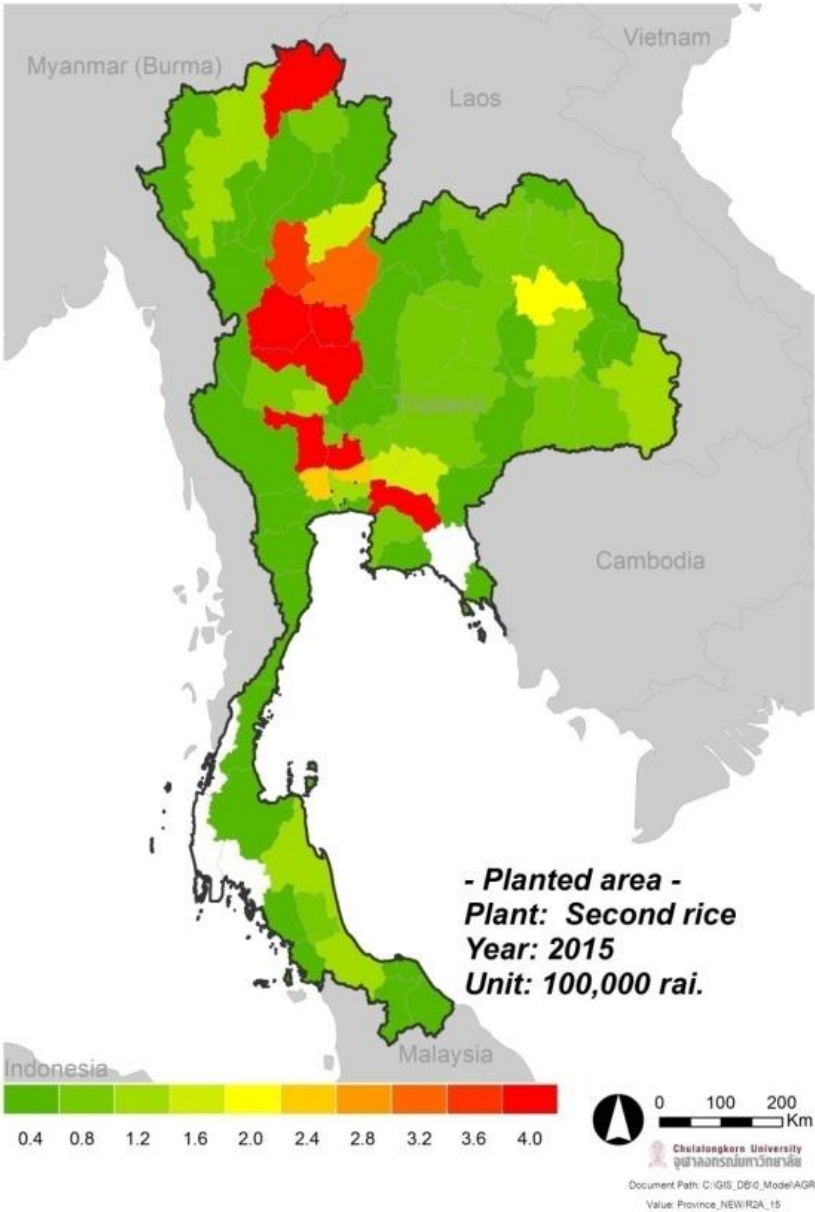 Vietnam
Myanmar (Burma)
Laos
Thailand
Cambodia
- Planted area -
Plant: Second rice
Year: 2015
Unit: 100,000 rai.
Indonesia
Malaysia
0.4 0.8 1.2 1.6 2.0 2.4 2.8 3.2 3.6 4.0
0 100 200
Km
Chulalongkorn University
จุฬาลงกรณ์มหาวิทยาลัย
Document Path: C:\GIS_DB\0_Model\AGR
Value: Province_NEW/R2A_15